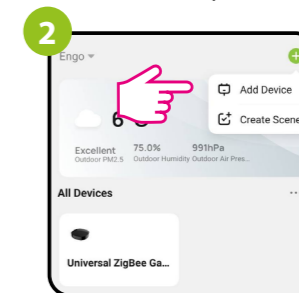 2
Engo
Add Device
Create Scene
Excellent 75.0% 991hPa
Outdoor PM2.5 Outdoor Humidity Outdoor Air Pres...
All Devices
Universal ZigBee Ga...